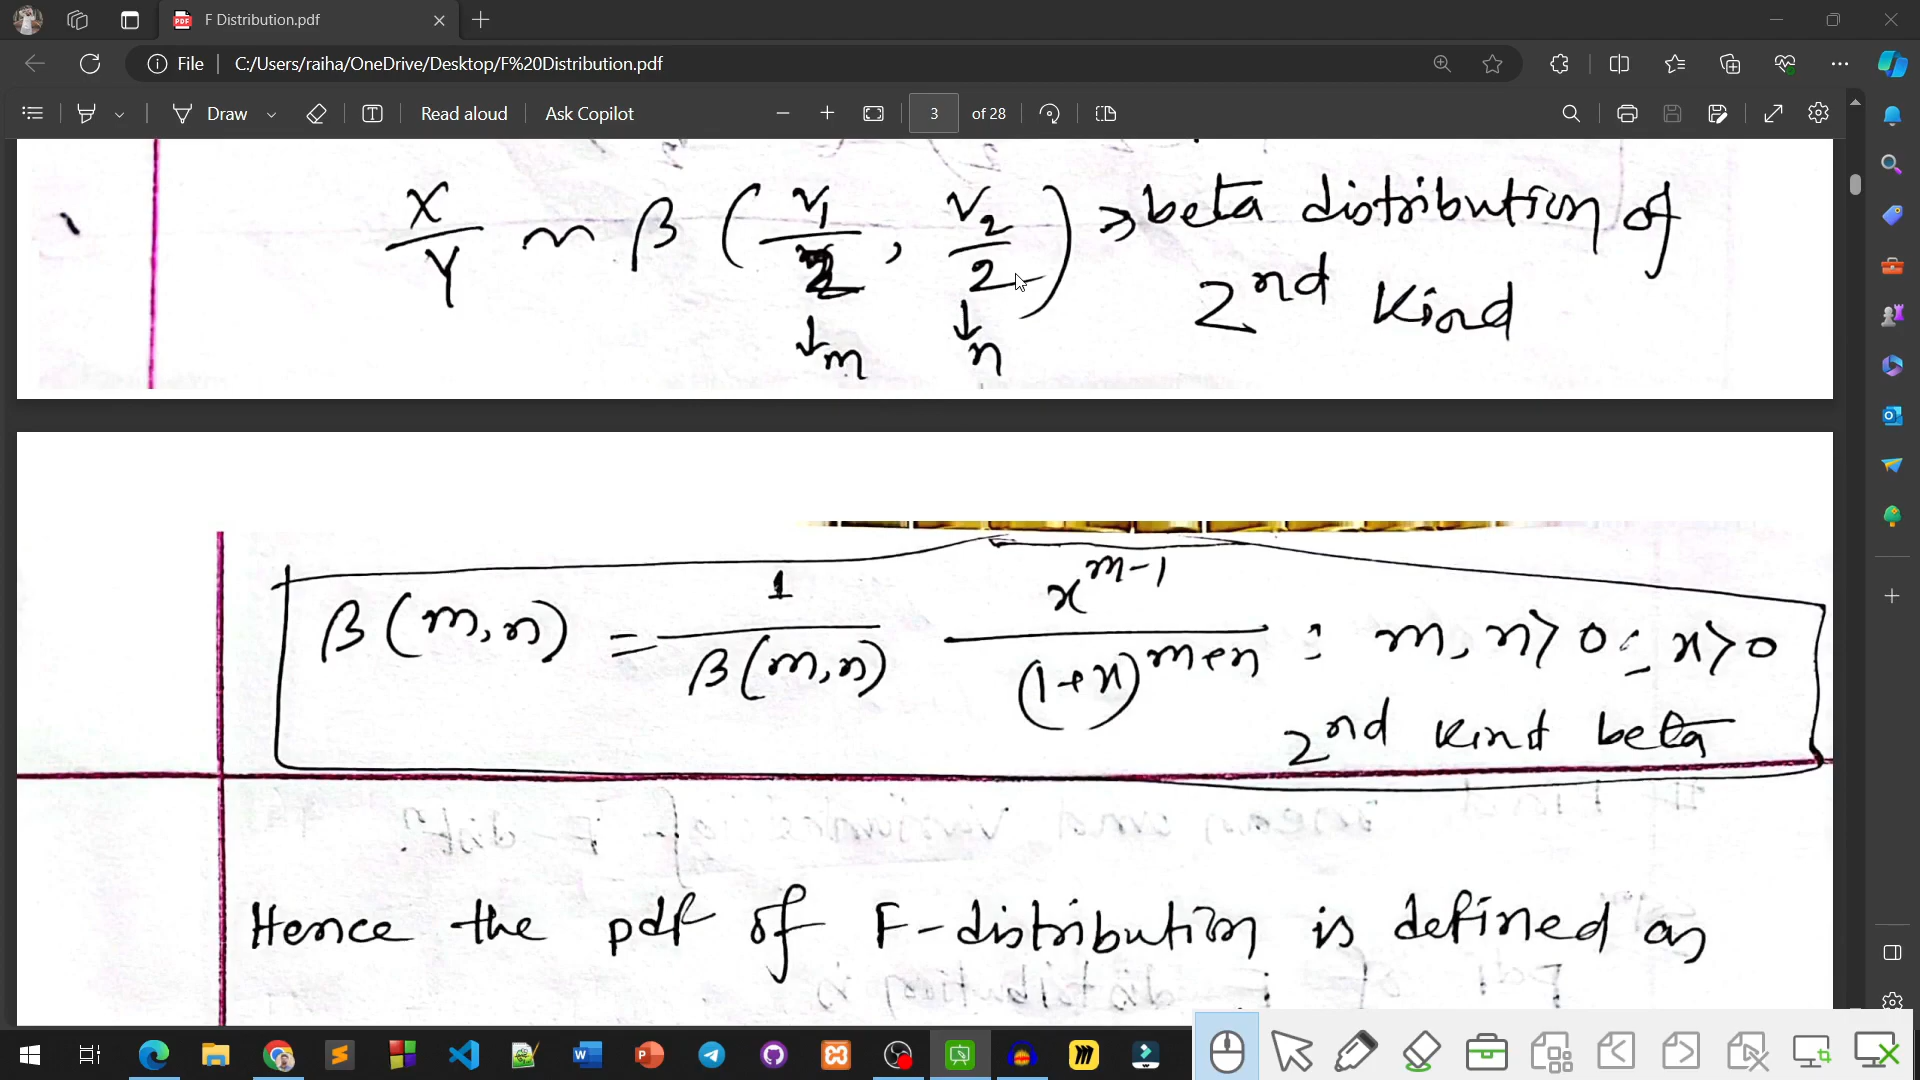 F Distribution.pdf
File
C:/Users/raiha/OneDrive/Desktop/F%20Distribution.pdf
Draw
Read aloud
Ask Copilot
3 of 28
X/Y ~ β (ν₁/2, ν₂/2) ⇒ beta distribution of
↓m ↓n 2nd kind
β(m,n) = 1/β(m,n) x^(m-1)/(1+x)^(m+n) : m, n > 0 ; x > 0
2nd kind beta
Hence the pdf of F-distribution is defined as